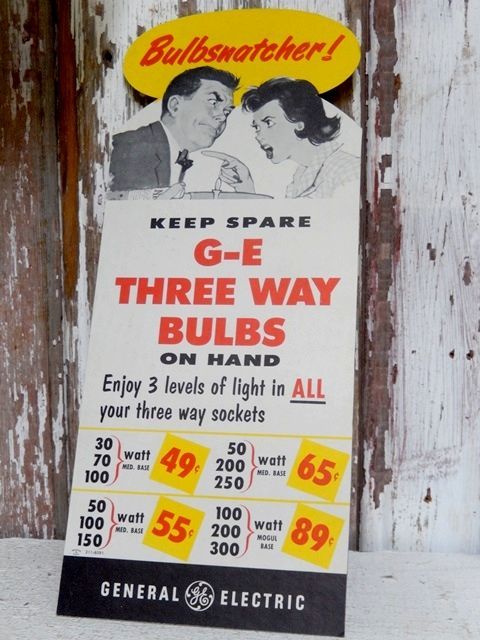 Bulbsnatcher!
KEEP SPARE
G-E
THREE WAY
BULBS
ON HAND
Enjoy 3 levels of light in ALL
your three way sockets
30
70
100
watt
MED. BASE
49¢
50
200
250
watt
MED. BASE
65¢
50
100
150
watt
MED. BASE
55¢
100
200
300
watt
MOGUL
BASE
89¢
GENERAL GE ELECTRIC